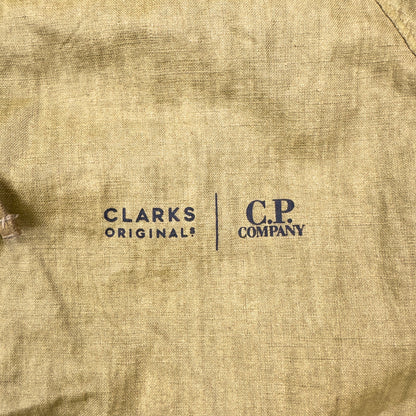 CLARKS
ORIGINALS
C.P.
COMPANY